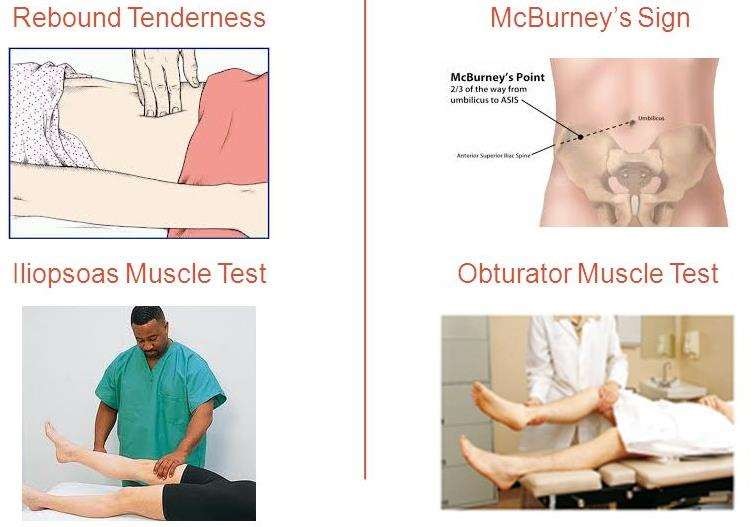 Rebound Tenderness
McBurney’s Sign
McBurney's Point
2/3 of the way from
umbilicus to ASIS
Umbilicus
Anterior Superior Iliac Spine
Iliopsoas Muscle Test
Obturator Muscle Test